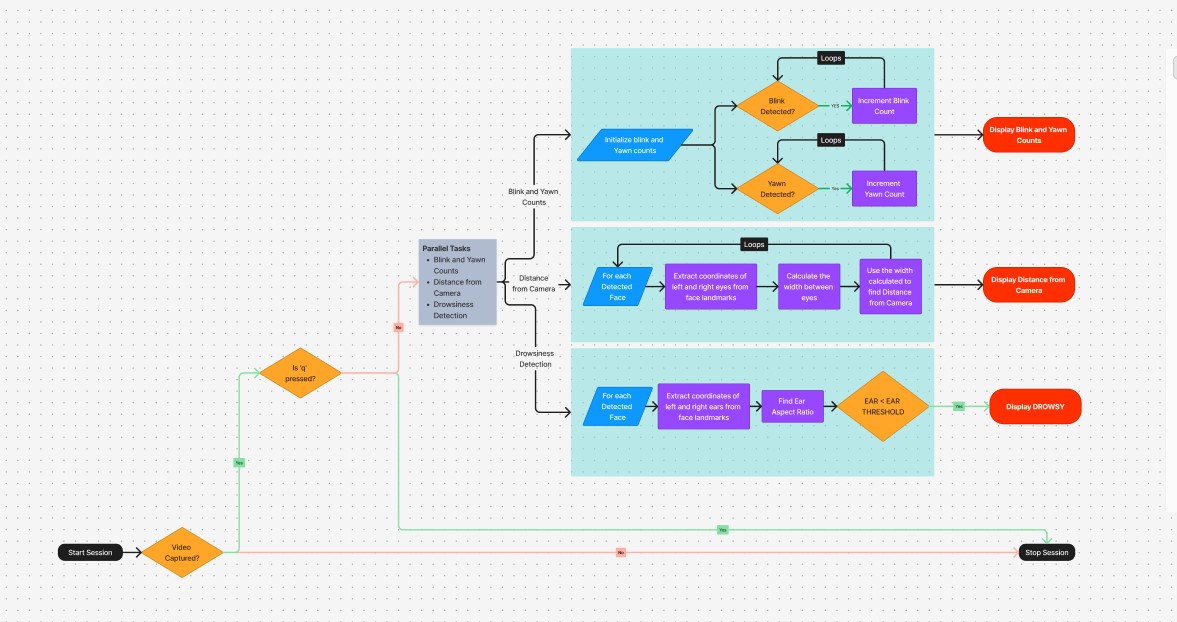 Loops
Blink
Detected?
YES
Increment Blink
Count
Initialize blink and
Yawn counts
Display Blink and Yawn
Counts
Loops
Yawn
Detected?
Yes
Increment
Yawn Count
Blink and Yawn
Counts
Parallel Tasks
• Blink and Yawn
Counts
• Distance from
Camera
• Drowsiness
Detection
Distance
from Camera
Loops
For each
Detected
Face
Extract coordinates of
left and right eyes from
face landmarks
Calculate the
width between
eyes
Use the width
calculated to
find Distance
from Camera
Display Distance from
Camera
No
Drowsiness
Detection
For each
Detected
Face
Extract coordinates of
left and right ears from
face landmarks
Find Ear
Aspect Ratio
EAR < EAR
THRESHOLD
Yes
Display DROWSY
Is 'q'
pressed?
Yes
Yes
Start Session
Video
Captured?
No
Stop Session